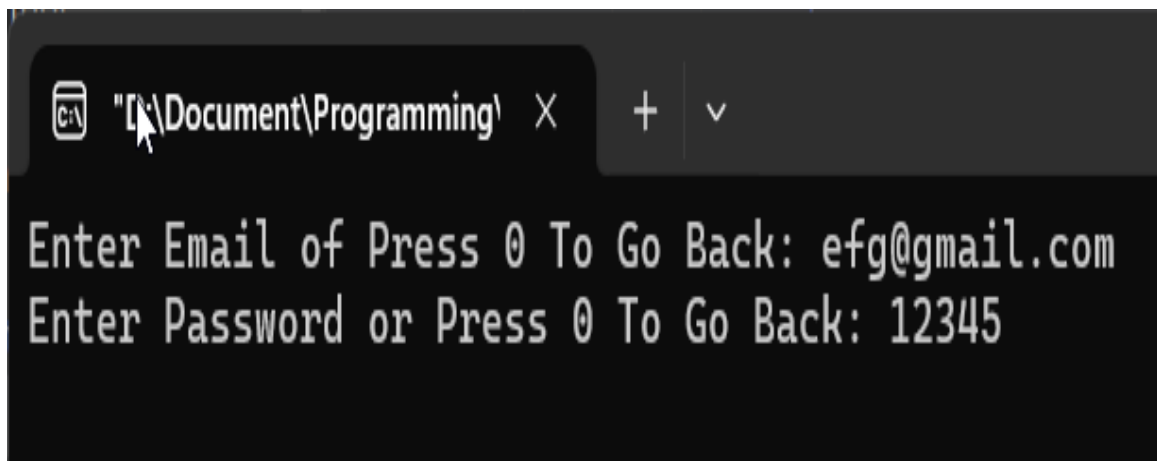 "D:\Document\Programming\
Enter Email of Press 0 To Go Back: efg@gmail.com
Enter Password or Press 0 To Go Back: 12345